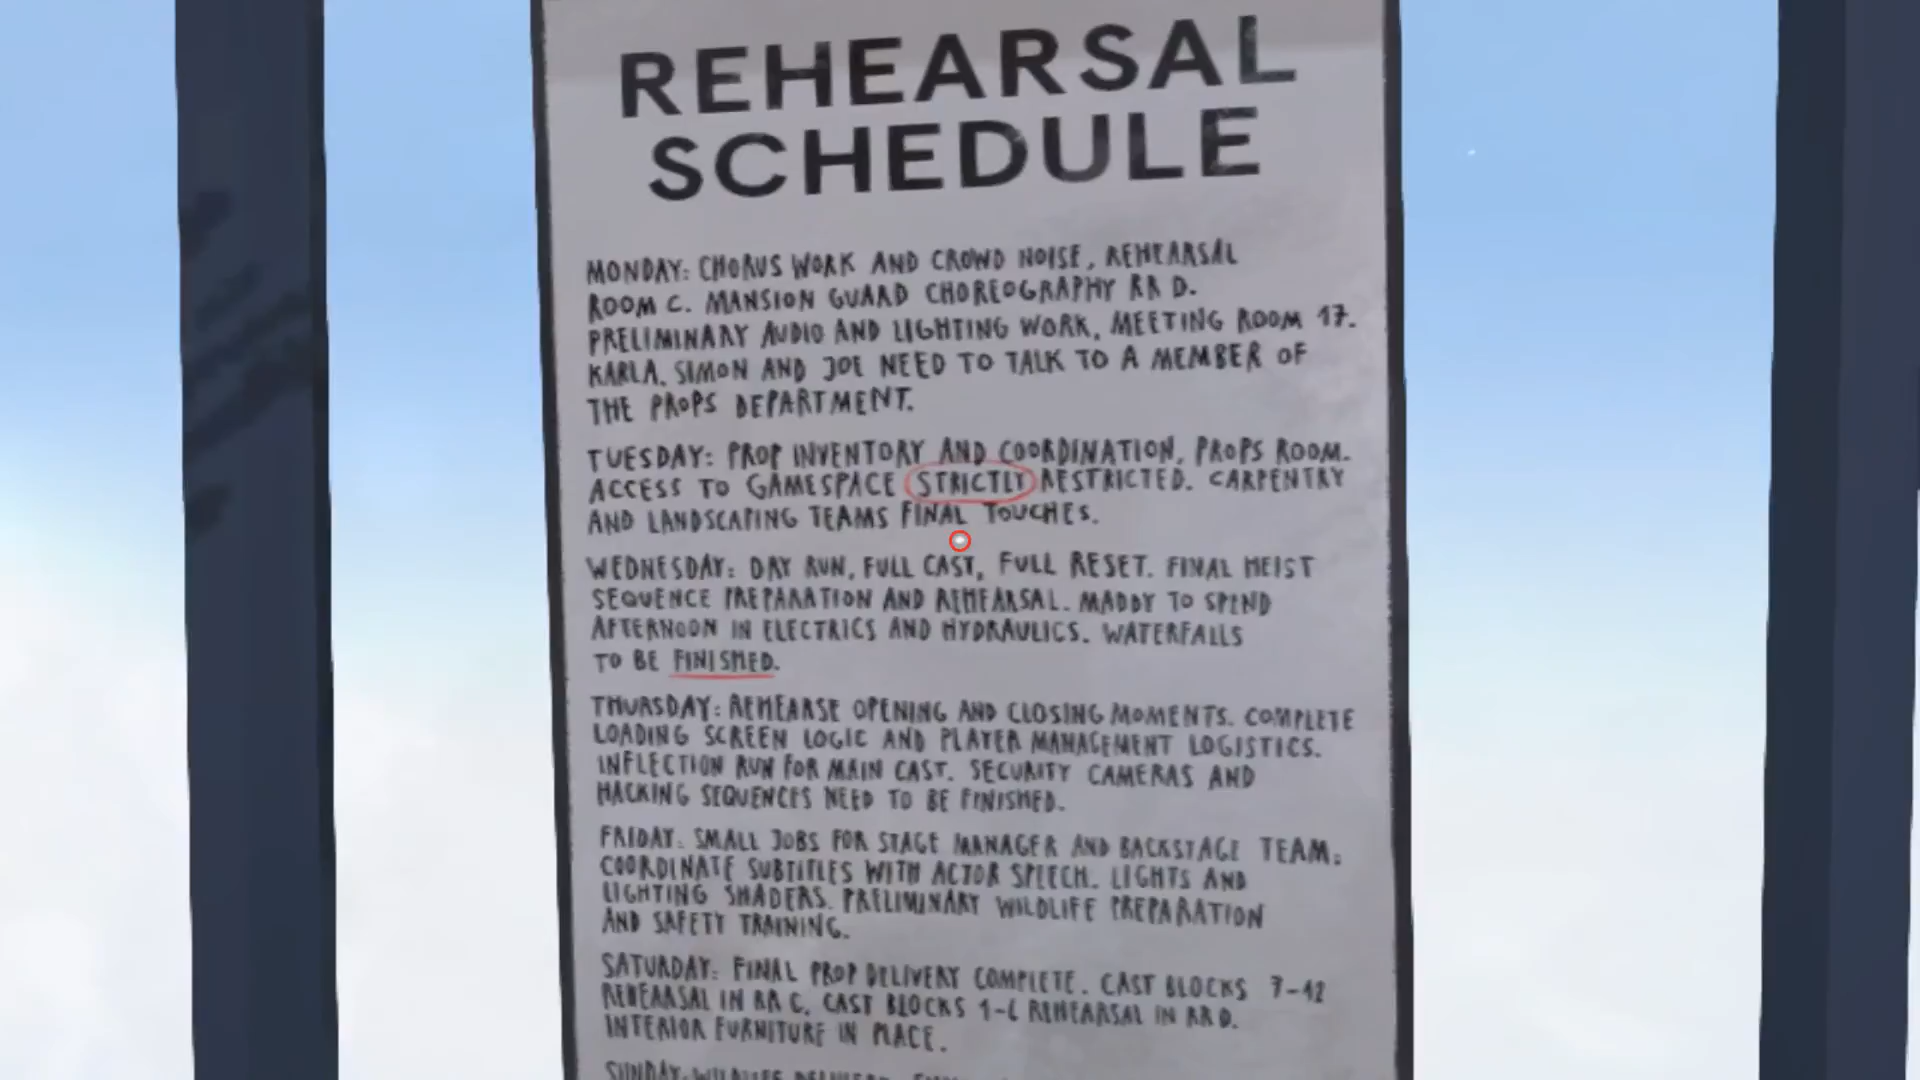 REHEARSAL
SCHEDULE
MONDAY: CHORUS WORK AND CROWD NOISE, REHEARSAL
ROOM C. MANSION GUARD CHOREOGRAPHY RR D.
PRELIMINARY AUDIO AND LIGHTING WORK, MEETING ROOM 17.
KARLA, SIMON AND JOE NEED TO TALK TO A MEMBER OF
THE PROPS DEPARTMENT.
TUESDAY: PROP INVENTORY AND COORDINATION, PROPS ROOM.
ACCESS TO GAMESPACE STRICTLY RESTRICTED. CARPENTRY
AND LANDSCAPING TEAMS FINAL TOUCHES.
WEDNESDAY: DRY RUN, FULL CAST, FULL RESET. FINAL HEIST
SEQUENCE PREPARATION AND REHEARSAL. MADDY TO SPEND
AFTERNOON IN ELECTRICS AND HYDRAULICS. WATERFALLS
TO BE FINISHED.
THURSDAY: REHEARSE OPENING AND CLOSING MOMENTS. COMPLETE
LOADING SCREEN LOGIC AND PLAYER MANAGEMENT LOGISTICS.
INFLECTION RUN FOR MAIN CAST. SECURITY CAMERAS AND
HACKING SEQUENCES NEED TO BE FINISHED.
FRIDAY: SMALL JOBS FOR STAGE MANAGER AND BACKSTAGE TEAM.
COORDINATE SUBTITLES WITH ACTOR SPEECH. LIGHTS AND
LIGHTING SHADERS. PRELIMINARY WILDLIFE PREPARATION
AND SAFETY TRAINING.
SATURDAY: FINAL PROP DELIVERY COMPLETE. CAST BLOCKS 7-12
REHEARSAL IN RR C, CAST BLOCKS 1-6 REHEARSAL IN RR D.
INTERIOR FURNITURE IN PLACE.
SUNDAY: WILDLIFE DELIVERY.